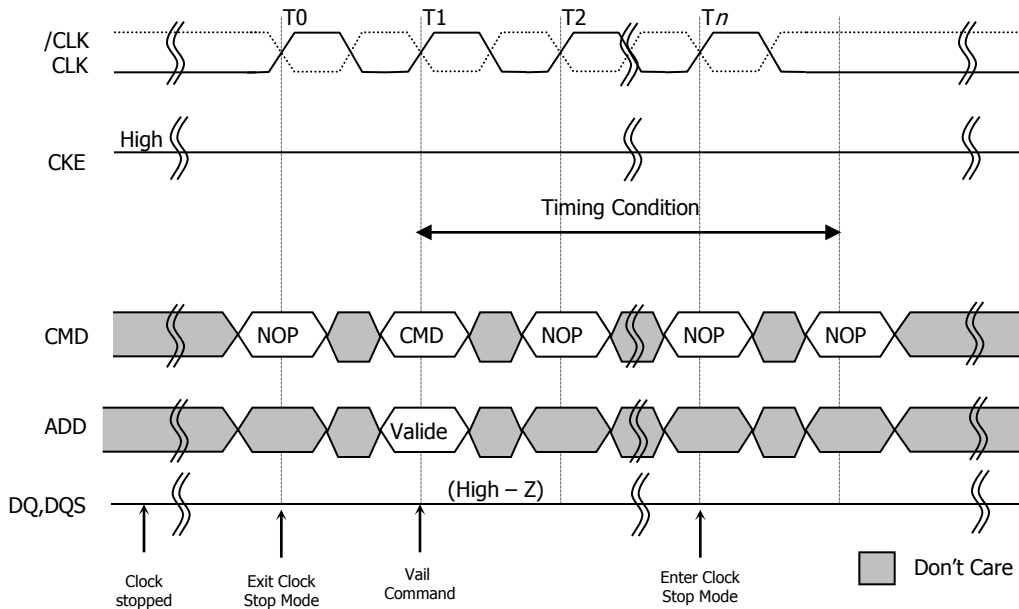 T0 T1 T2 Tn
/CLK
CLK
High
CKE
Timing Condition
CMD NOP CMD NOP NOP NOP
ADD Valide
(High – Z)
DQ,DQS
Clock
stopped
Exit Clock
Stop Mode
Vail
Command
Enter Clock
Stop Mode
Don't Care